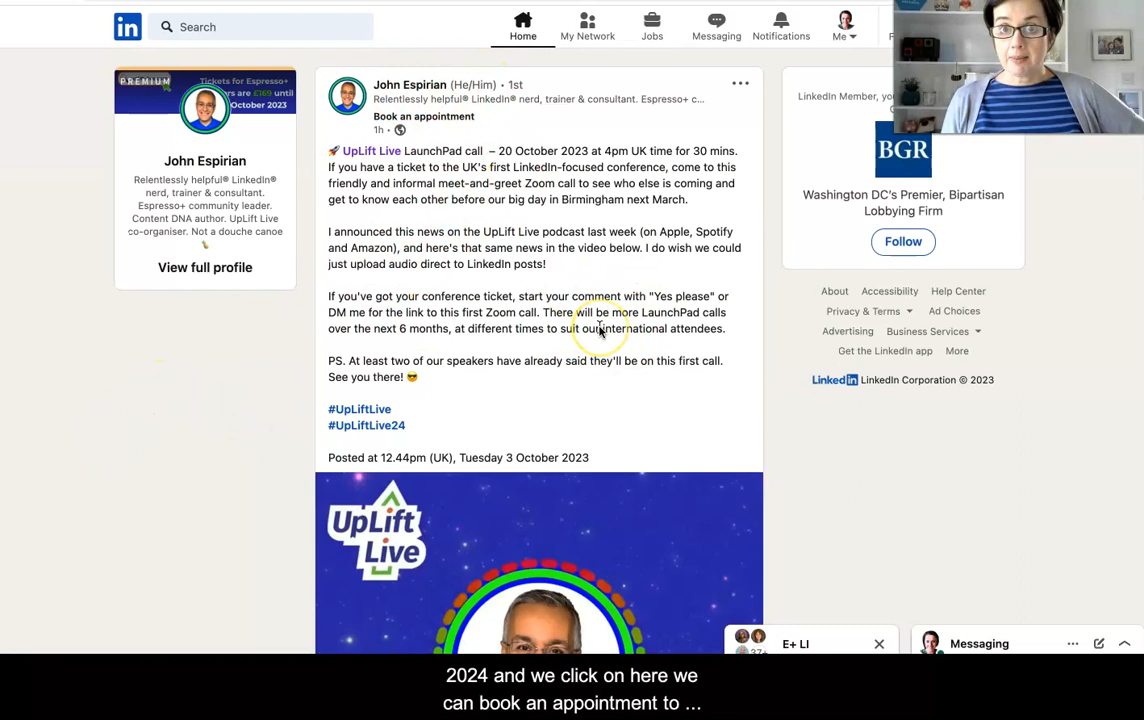 in
Search
Home
My Network
Jobs
Messaging
Notifications
Me
PREMIUM
Tickets for Espresso+
ers are £169 until
October 2023
John Espirian
Relentlessly helpful® LinkedIn®
nerd, trainer & consultant.
Espresso+ community leader.
Content DNA author. UpLift Live
co-organiser. Not a douche canoe
View full profile
John Espirian (He/Him) • 1st
Relentlessly helpful® LinkedIn® nerd, trainer & consultant. Espresso+ c...
Book an appointment
1h •
🚀 UpLift Live LaunchPad call – 20 October 2023 at 4pm UK time for 30 mins.
If you have a ticket to the UK's first LinkedIn-focused conference, come to this
friendly and informal meet-and-greet Zoom call to see who else is coming and
get to know each other before our big day in Birmingham next March.
I announced this news on the UpLift Live podcast last week (on Apple, Spotify
and Amazon), and here's that same news in the video below. I do wish we could
just upload audio direct to LinkedIn posts!
If you've got your conference ticket, start your comment with "Yes please" or
DM me for the link to this first Zoom call. There will be more LaunchPad calls
over the next 6 months, at different times to suit our international attendees.
PS. At least two of our speakers have already said they'll be on this first call.
See you there! 😎
#UpLiftLive
#UpLiftLive24
Posted at 12.44pm (UK), Tuesday 3 October 2023
UpLift
Live
LinkedIn Member, you
BGR
Washington DC's Premier, Bipartisan
Lobbying Firm
Follow
About Accessibility Help Center
Privacy & Terms Ad Choices
Advertising Business Services
Get the LinkedIn app More
LinkedIn LinkedIn Corporation © 2023
37+
E+ LI
Messaging
2024 and we click on here we
can book an appointment to ...